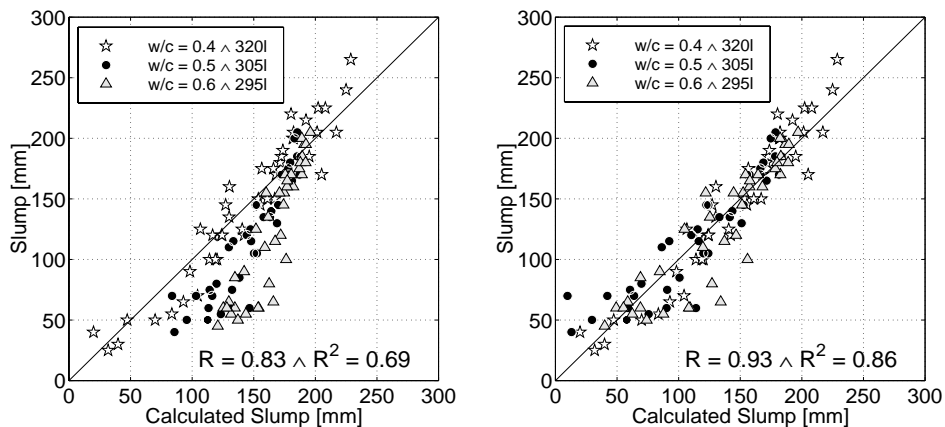 300
250
200
150
100
50
0
Slump [mm]
w/c = 0.4 ∧ 320l
w/c = 0.5 ∧ 305l
w/c = 0.6 ∧ 295l
R = 0.83 ∧ R² = 0.69
0 50 100 150 200 250 300
Calculated Slump [mm]
300
250
200
150
100
50
0
Slump [mm]
w/c = 0.4 ∧ 320l
w/c = 0.5 ∧ 305l
w/c = 0.6 ∧ 295l
R = 0.93 ∧ R² = 0.86
0 50 100 150 200 250 300
Calculated Slump [mm]